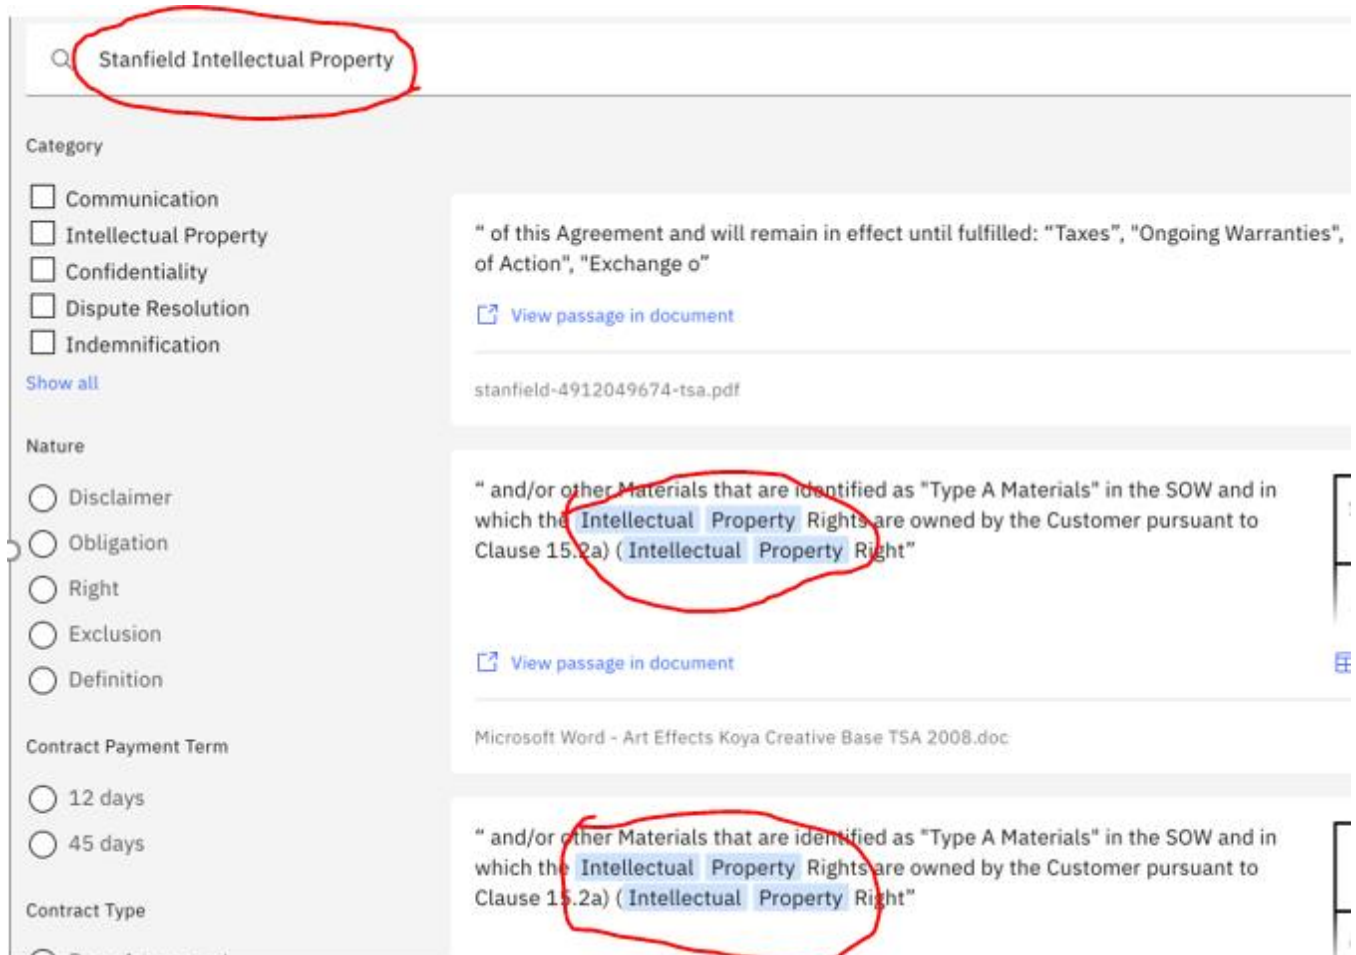 Stanfield Intellectual Property
Category
Communication
Intellectual Property
Confidentiality
Dispute Resolution
Indemnification
Show all
Nature
Disclaimer
Obligation
Right
Exclusion
Definition
Contract Payment Term
12 days
45 days
Contract Type
“ of this Agreement and will remain in effect until fulfilled: “Taxes”, "Ongoing Warranties",
of Action", "Exchange o”
View passage in document
stanfield-4912049674-tsa.pdf
“ and/or other Materials that are identified as "Type A Materials" in the SOW and in
which the Intellectual Property Rights are owned by the Customer pursuant to
Clause 15.2a) ( Intellectual Property Right”
View passage in document
Microsoft Word - Art Effects Koya Creative Base TSA 2008.doc
“ and/or other Materials that are identified as "Type A Materials" in the SOW and in
which the Intellectual Property Rights are owned by the Customer pursuant to
Clause 15.2a) ( Intellectual Property Right”